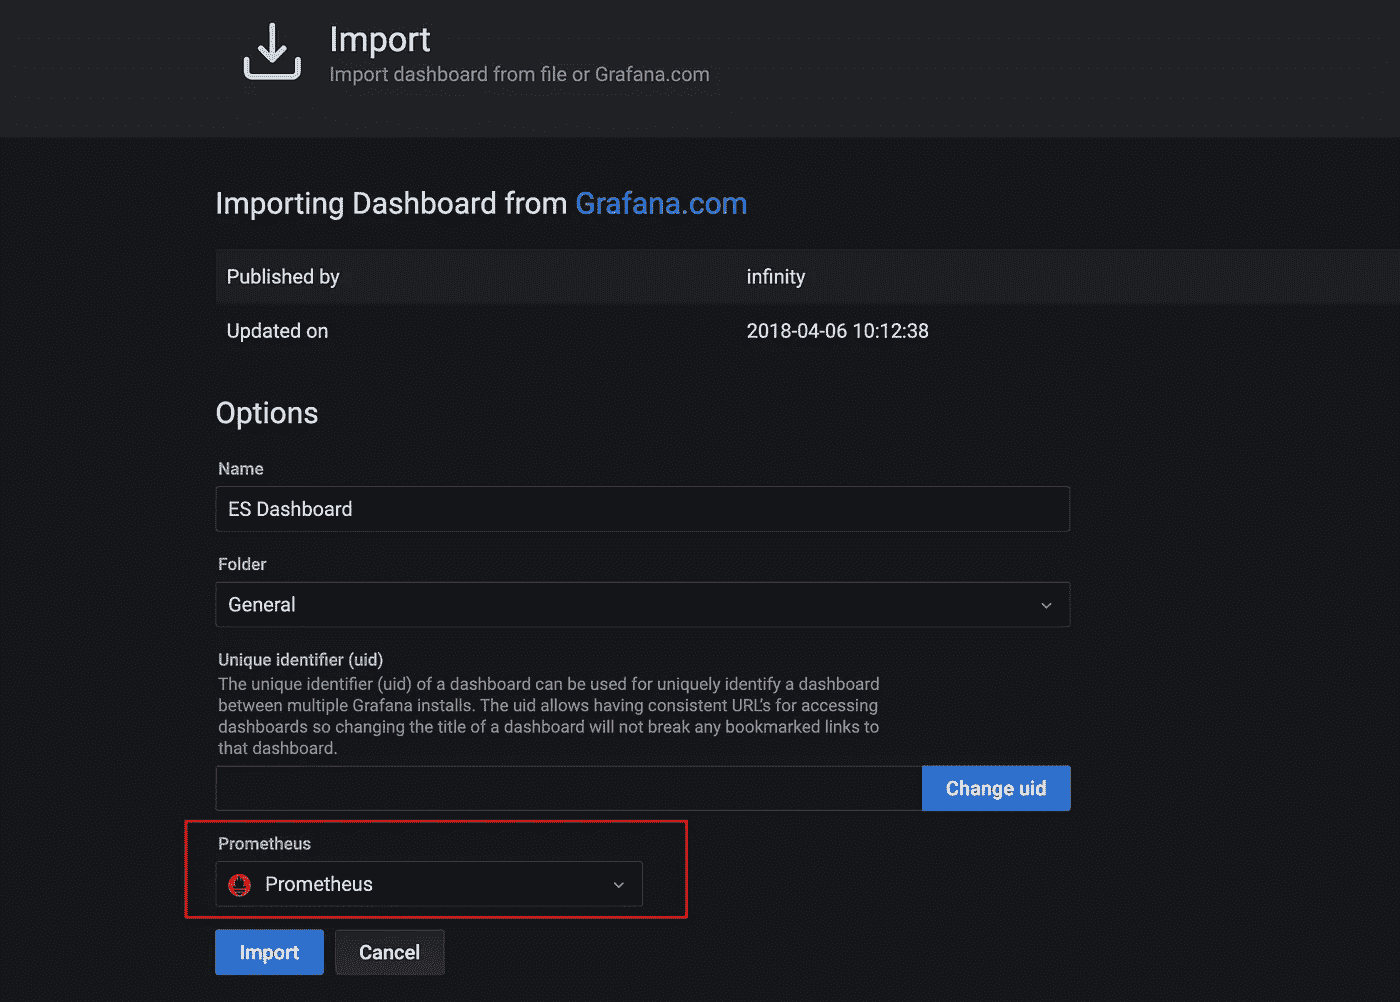 Import
Import dashboard from file or Grafana.com
Importing Dashboard from Grafana.com
Published by infinity
Updated on 2018-04-06 10:12:38
Options
Name
ES Dashboard
Folder
General
Unique identifier (uid)
The unique identifier (uid) of a dashboard can be used for uniquely identify a dashboard
between multiple Grafana installs. The uid allows having consistent URL's for accessing
dashboards so changing the title of a dashboard will not break any bookmarked links to
that dashboard.
Change uid
Prometheus
Prometheus
Import Cancel